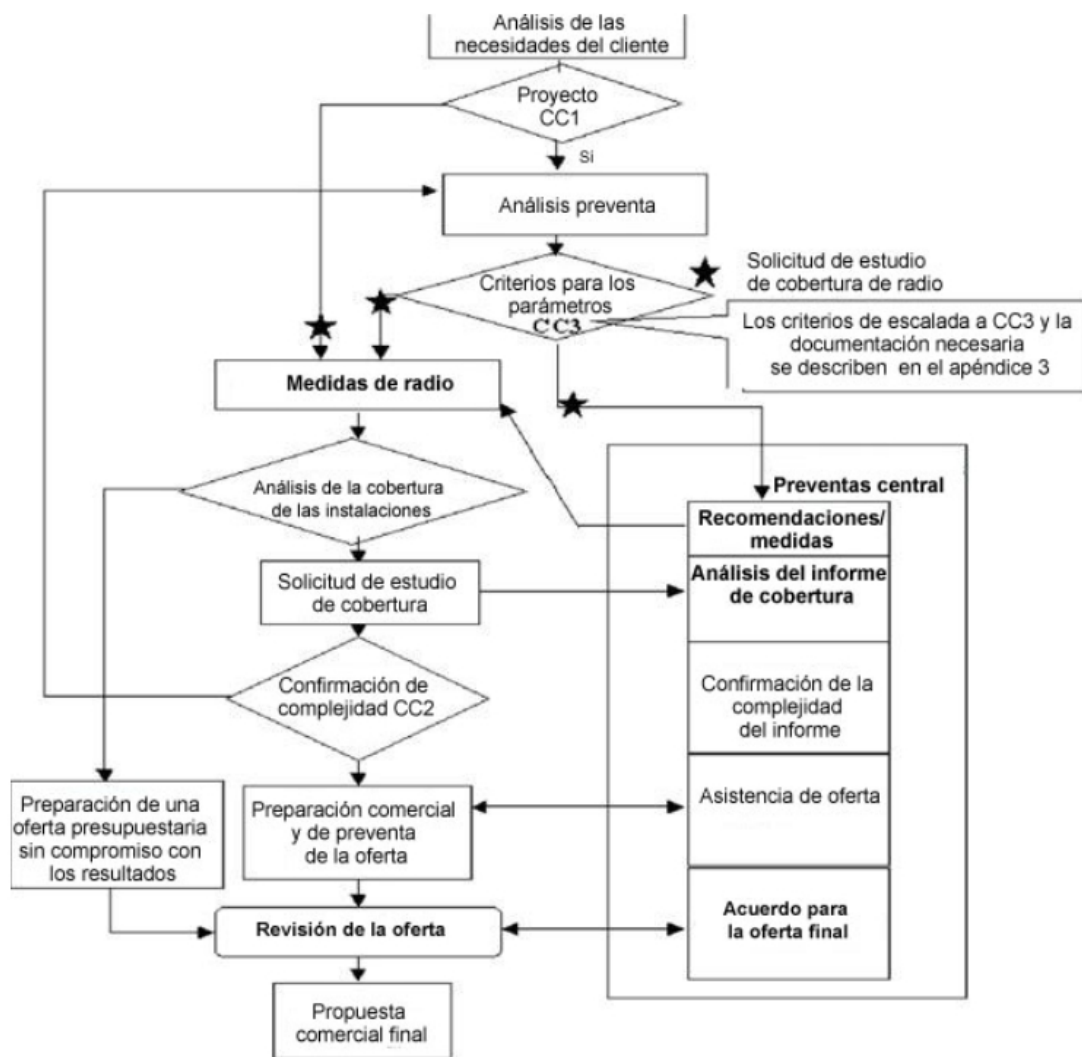 Análisis de las
necesidades del cliente
Proyecto
CC1
Si
Análisis preventa
Criterios para los
parámetros
CC3
Solicitud de estudio
de cobertura de radio
Los criterios de escalada a CC3 y la
documentación necesaria
se describen en el apéndice 3
Medidas de radio
Análisis de la cobertura
de las instalaciones
Preventas central
Recomendaciones/
medidas
Análisis del informe
de cobertura
Solicitud de estudio
de cobertura
Confirmación de
complejidad CC2
Confirmación de la
complejidad
del informe
Preparación de una
oferta presupuestaria
sin compromiso con
los resultados
Preparación comercial
y de preventa
de la oferta
Asistencia de oferta
Revisión de la oferta
Acuerdo para
la oferta final
Propuesta
comercial final